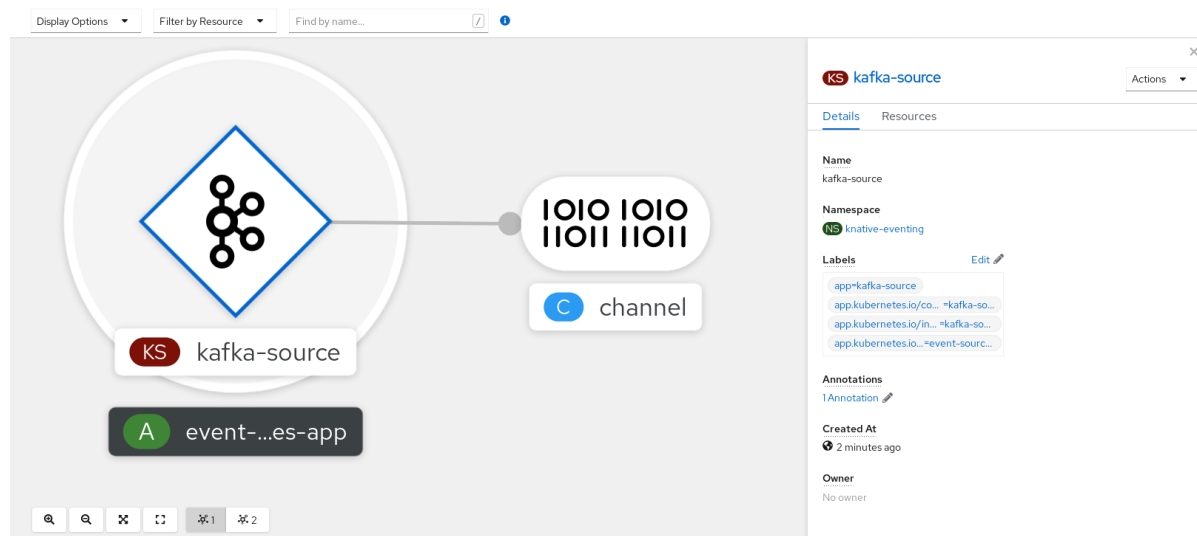 Display Options
Filter by Resource
Find by name...
/
KS kafka-source
Actions
Details
Resources
Name
kafka-source
Namespace
NS knative-eventing
Labels
Edit
app=kafka-source
app.kubernetes.io/co... =kafka-so...
app.kubernetes.io/in... =kafka-so...
app.kubernetes.io...=event-sourc...
Annotations
1 Annotation
Created At
2 minutes ago
Owner
No owner
1010 1010
11011 11011
C channel
KS kafka-source
A event-...es-app
1
2